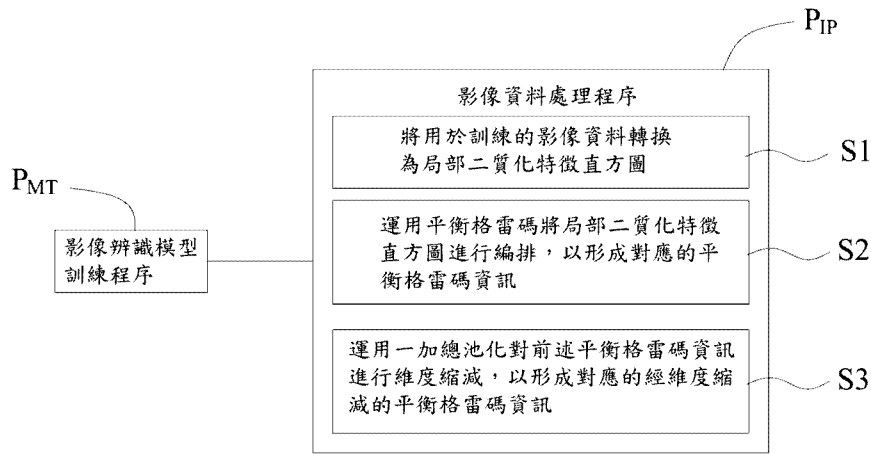 P_IP
影像資料處理程序
將用於訓練的影像資料轉換
為局部二質化特徵直方圖
S1
P_MT
影像辨識模型
訓練程序
運用平衡格雷碼將局部二質化特徵
直方圖進行編排，以形成對應的平
衡格雷碼資訊
S2
運用一加總池化對前述平衡格雷碼資訊
進行維度縮減，以形成對應的經維度縮
減的平衡格雷碼資訊
S3